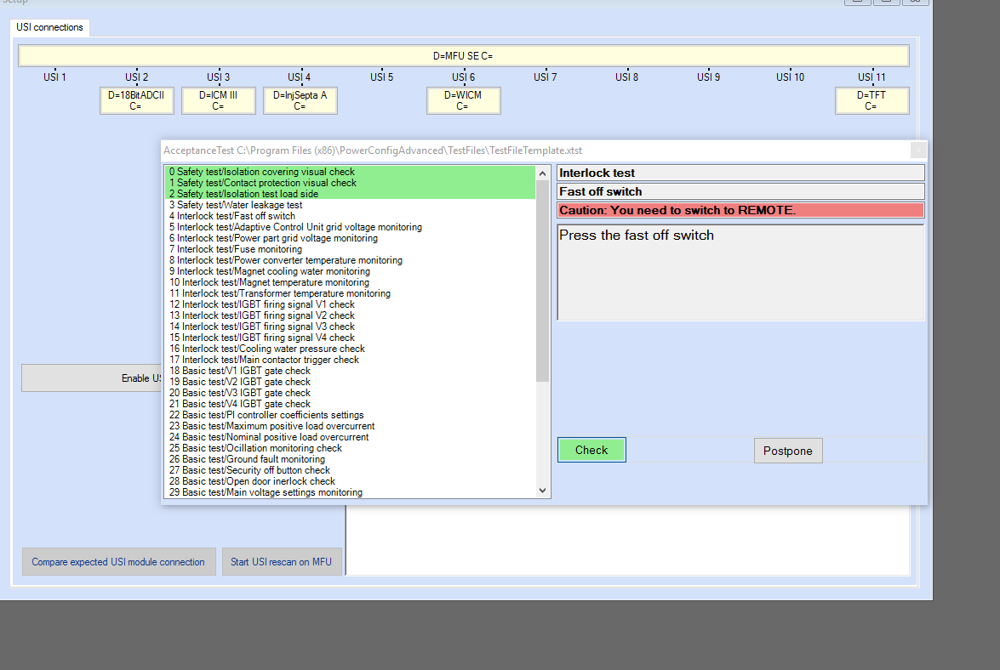 Setup
USI connections
D=MFU SE C=
USI 1 USI 2 USI 3 USI 4 USI 5 USI 6 USI 7 USI 8 USI 9 USI 10 USI 11
D=18BitADCII D=ICM III D=InjSepta A D=WICM D=TFT
C= C= C= C= C=
AcceptanceTest C:\Program Files (x86)\PowerConfigAdvanced\TestFiles\TestFileTemplate.xtst
0 Safety test/Isolation covering visual check
1 Safety test/Contact protection visual check
2 Safety test/Isolation test load side
3 Safety test/Water leakage test
4 Interlock test/Fast off switch
5 Interlock test/Adaptive Control Unit grid voltage monitoring
6 Interlock test/Power part grid voltage monitoring
7 Interlock test/Fuse monitoring
8 Interlock test/Power converter temperature monitoring
9 Interlock test/Magnet cooling water monitoring
10 Interlock test/Magnet temperature monitoring
11 Interlock test/Transformer temperature monitoring
12 Interlock test/IGBT firing signal V1 check
13 Interlock test/IGBT firing signal V2 check
14 Interlock test/IGBT firing signal V3 check
15 Interlock test/IGBT firing signal V4 check
16 Interlock test/Cooling water pressure check
17 Interlock test/Main contactor trigger check
18 Basic test/V1 IGBT gate check
19 Basic test/V2 IGBT gate check
20 Basic test/V3 IGBT gate check
21 Basic test/V4 IGBT gate check
22 Basic test/PI controller coefficients settings
23 Basic test/Maximum positive load overcurrent
24 Basic test/Nominal positive load overcurrent
25 Basic test/Ocillation monitoring check
26 Basic test/Ground fault monitoring
27 Basic test/Security off button check
28 Basic test/Open door inerlock check
29 Basic test/Main voltage settings monitoring
Interlock test
Fast off switch
Caution: You need to switch to REMOTE.
Press the fast off switch
Check Postpone
Enable US
Compare expected USI module connection Start USI rescan on MFU